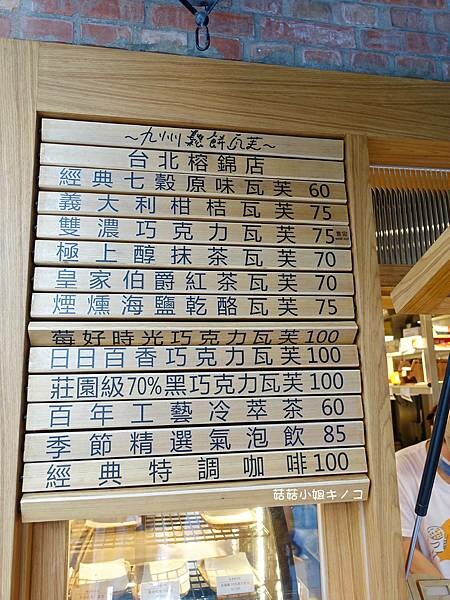 ~九州鬆餅瓦芙~
台北榕錦店
經典七穀原味瓦芙 60
義大利柑桔瓦芙 75
雙濃巧克力瓦芙 75
極上醇抹茶瓦芙 70
皇家伯爵紅茶瓦芙 70
煙燻海鹽乾酪瓦芙 75
莓好時光巧克力瓦芙 100
日日百香巧克力瓦芙 100
莊園級70%黑巧克力瓦芙 100
百年工藝冷萃茶 60
季節精選氣泡飲 85
經典特調咖啡 100
菇菇小姐キノコ